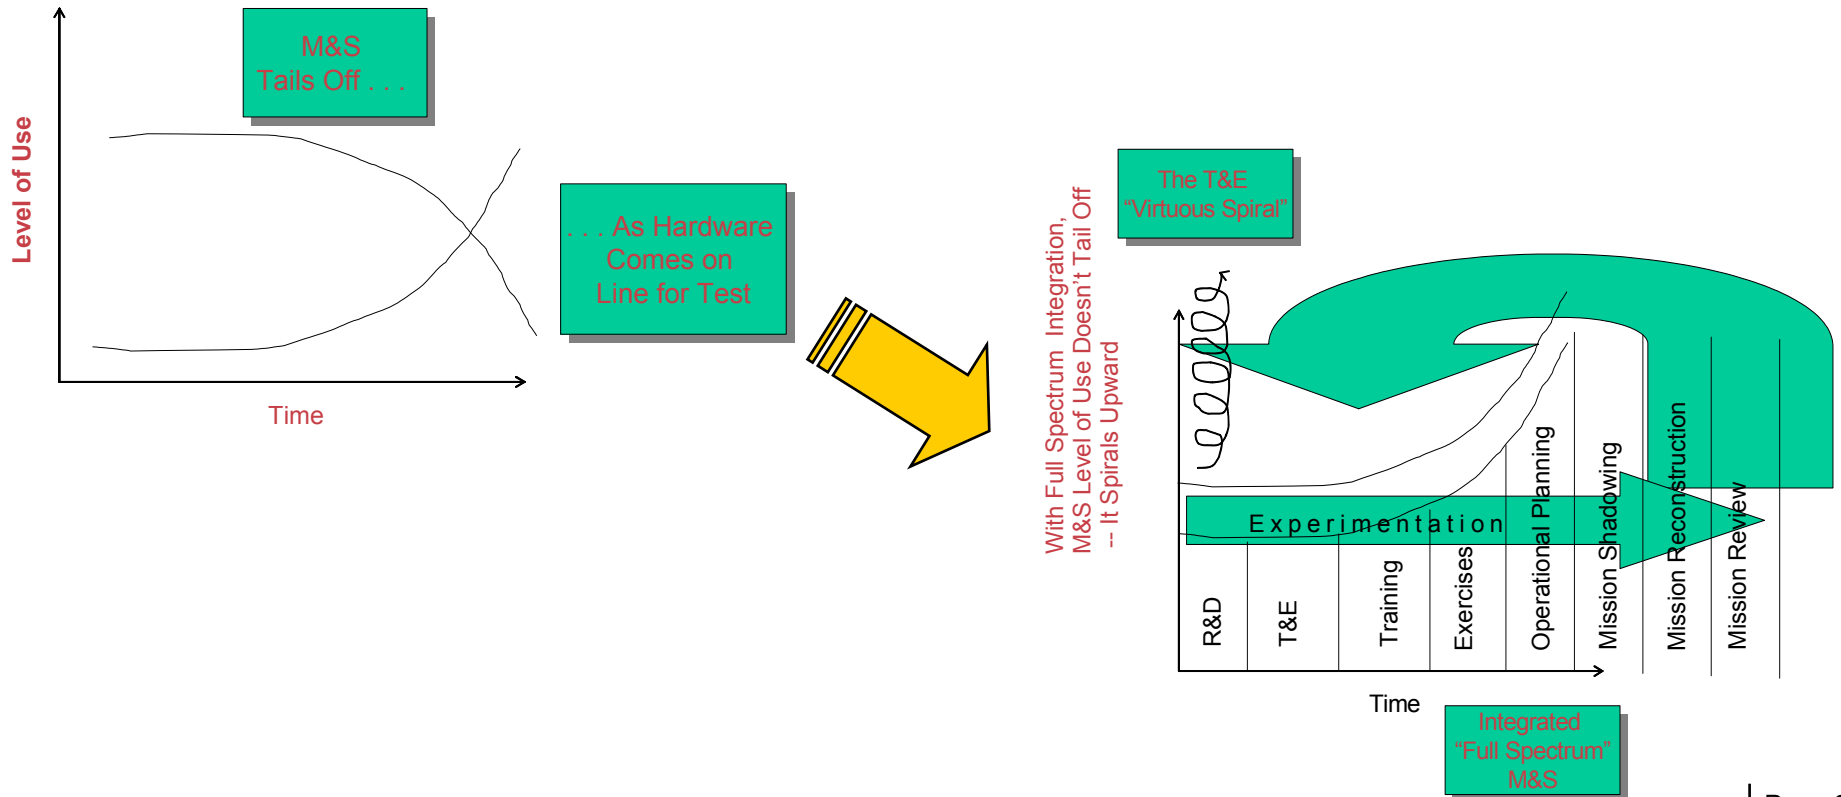 M&S
Tails Off . . .
Level of Use
. . . As Hardware
Comes on
Line for Test
Time
The T&E
“Virtuous Spiral”
With Full Spectrum Integration,
M&S Level of Use Doesn’t Tail Off
-- It Spirals Upward
Experimentation
R&D
T&E
Training
Exercises
Operational Planning
Mission Shadowing
Mission Reconstruction
Mission Review
Time
Integrated
“Full Spectrum”
M&S